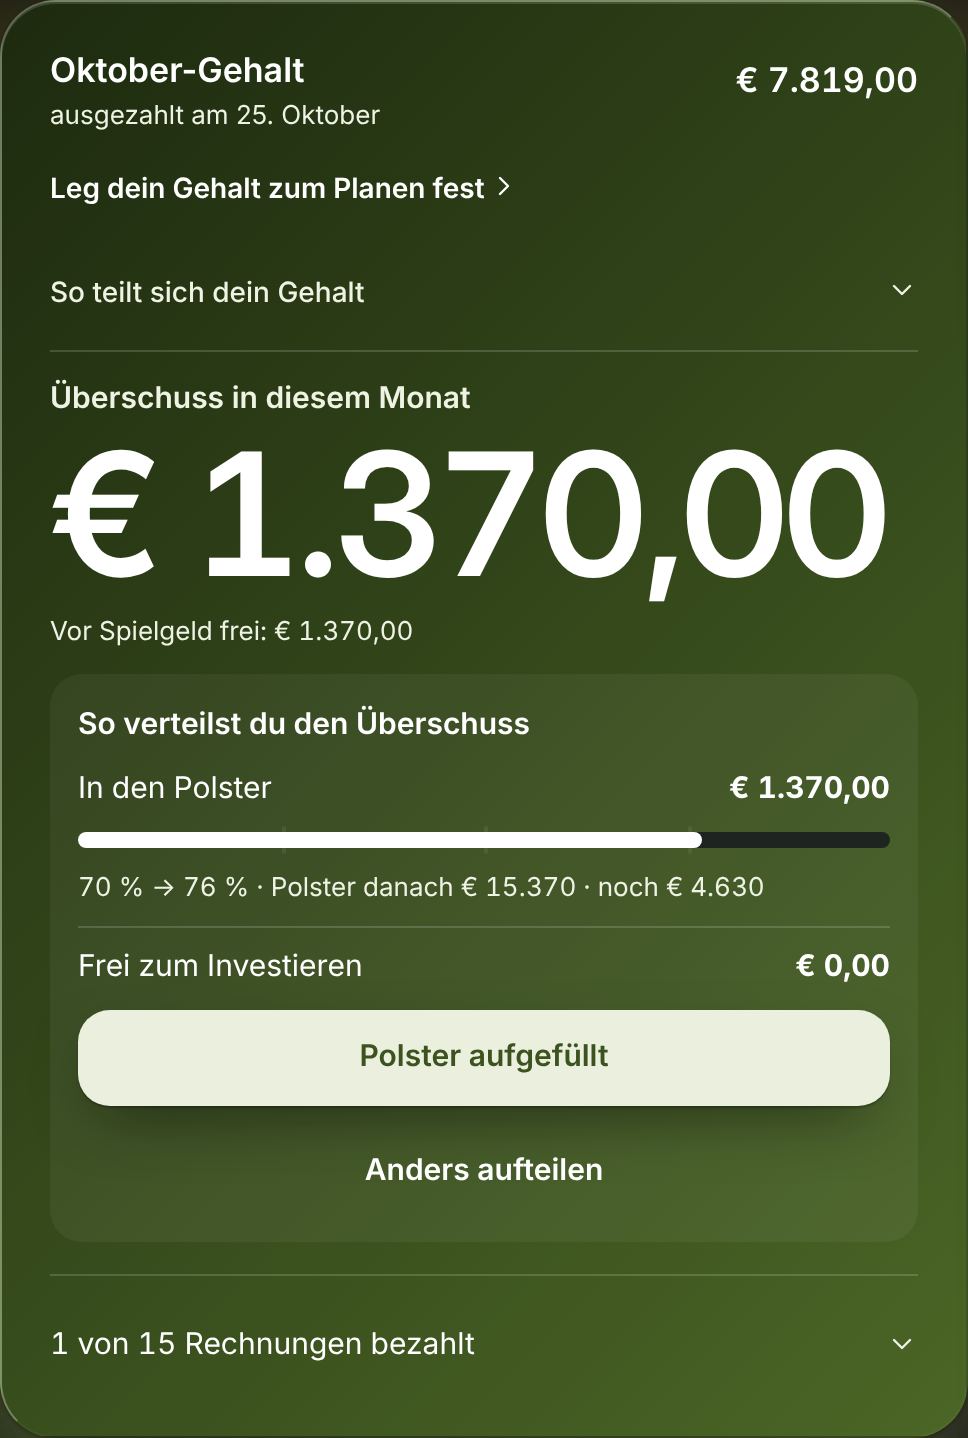 Oktober-Gehalt
€ 7.819,00
ausgezahlt am 25. Oktober
Leg dein Gehalt zum Planen fest
So teilt sich dein Gehalt
Überschuss in diesem Monat
€ 1.370,00
Vor Spielgeld frei: € 1.370,00
So verteilst du den Überschuss
In den Polster € 1.370,00
70 % → 76 % · Polster danach € 15.370 · noch € 4.630
Frei zum Investieren € 0,00
Polster aufgefüllt
Anders aufteilen
1 von 15 Rechnungen bezahlt